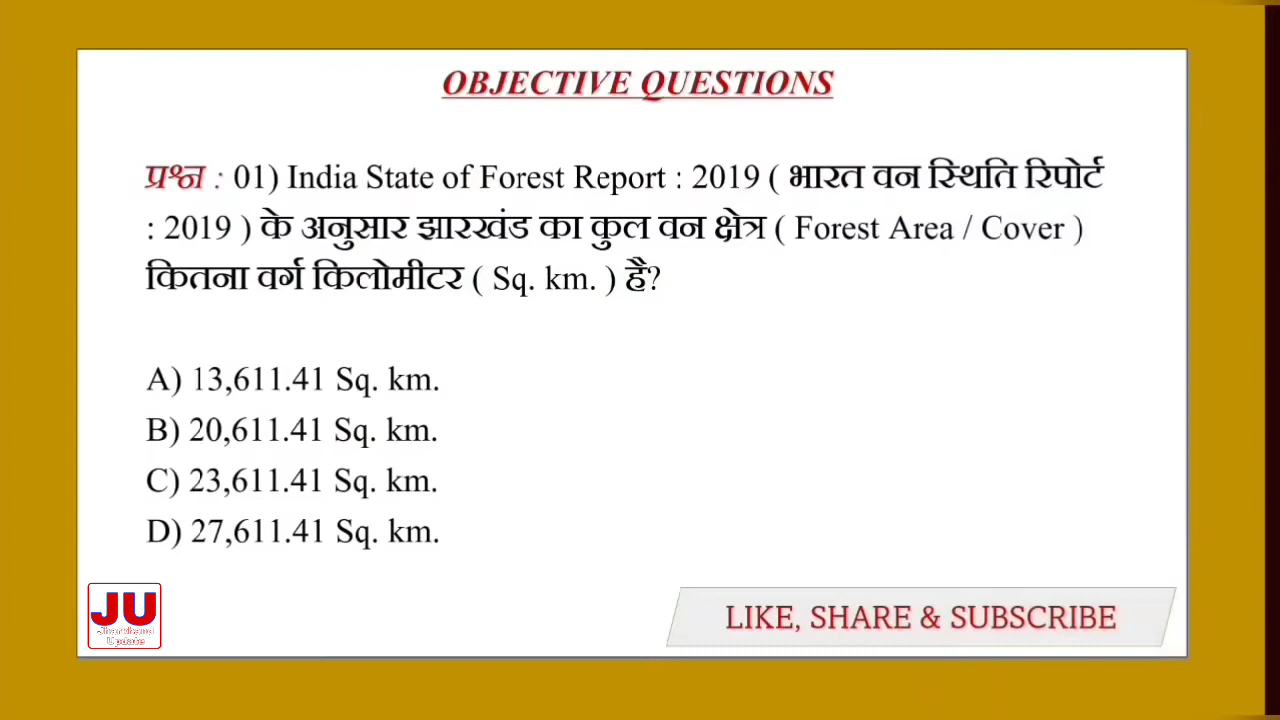 OBJECTIVE QUESTIONS
प्रश्न : 01) India State of Forest Report : 2019 ( भारत वन स्थिति रिपोर्ट
: 2019 ) के अनुसार झारखंड का कुल वन क्षेत्र ( Forest Area / Cover )
कितना वर्ग किलोमीटर ( Sq. km. ) है?
A) 13,611.41 Sq. km.
B) 20,611.41 Sq. km.
C) 23,611.41 Sq. km.
D) 27,611.41 Sq. km.
JU
Jharkhand
Update
LIKE, SHARE & SUBSCRIBE